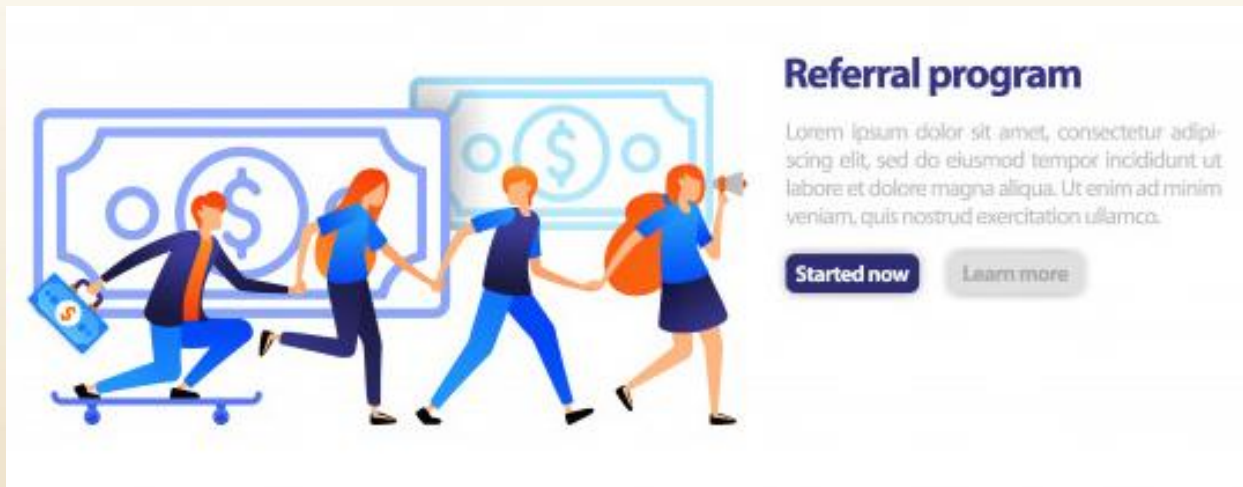 Referral program
Lorem ipsum dolor sit amet, consectetur adipi-
scing elit, sed do eiusmod tempor incididunt ut
labore et dolore magna aliqua. Ut enim ad minim
veniam, quis nostrud exercitation ullamco.
Started now
Learn more
$
$
$